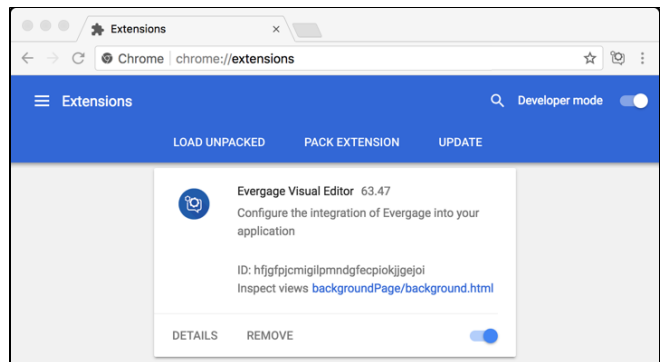 Extensions
Chrome chrome://extensions
Extensions Developer mode
LOAD UNPACKED PACK EXTENSION UPDATE
Evergage Visual Editor 63.47
Configure the integration of Evergage into your
application
ID: hfjgfpjcmigilpmndgfecpiokjjgejoi
Inspect views backgroundPage/background.html
DETAILS REMOVE